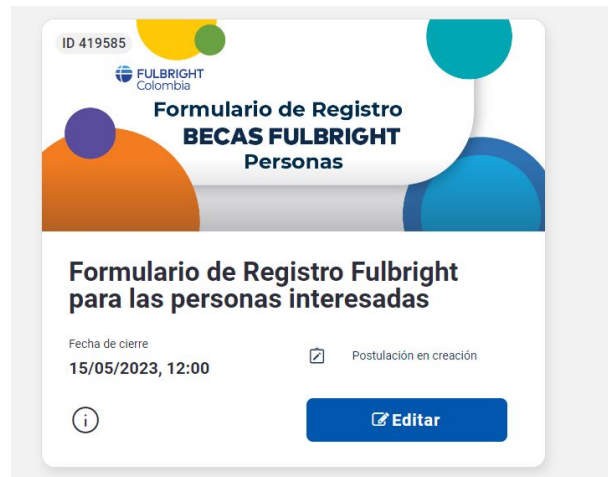 ID 419585
FULBRIGHT
Colombia
Formulario de Registro
BECAS FULBRIGHT
Personas
Formulario de Registro Fulbright
para las personas interesadas
Fecha de cierre
15/05/2023, 12:00
Postulación en creación
Editar